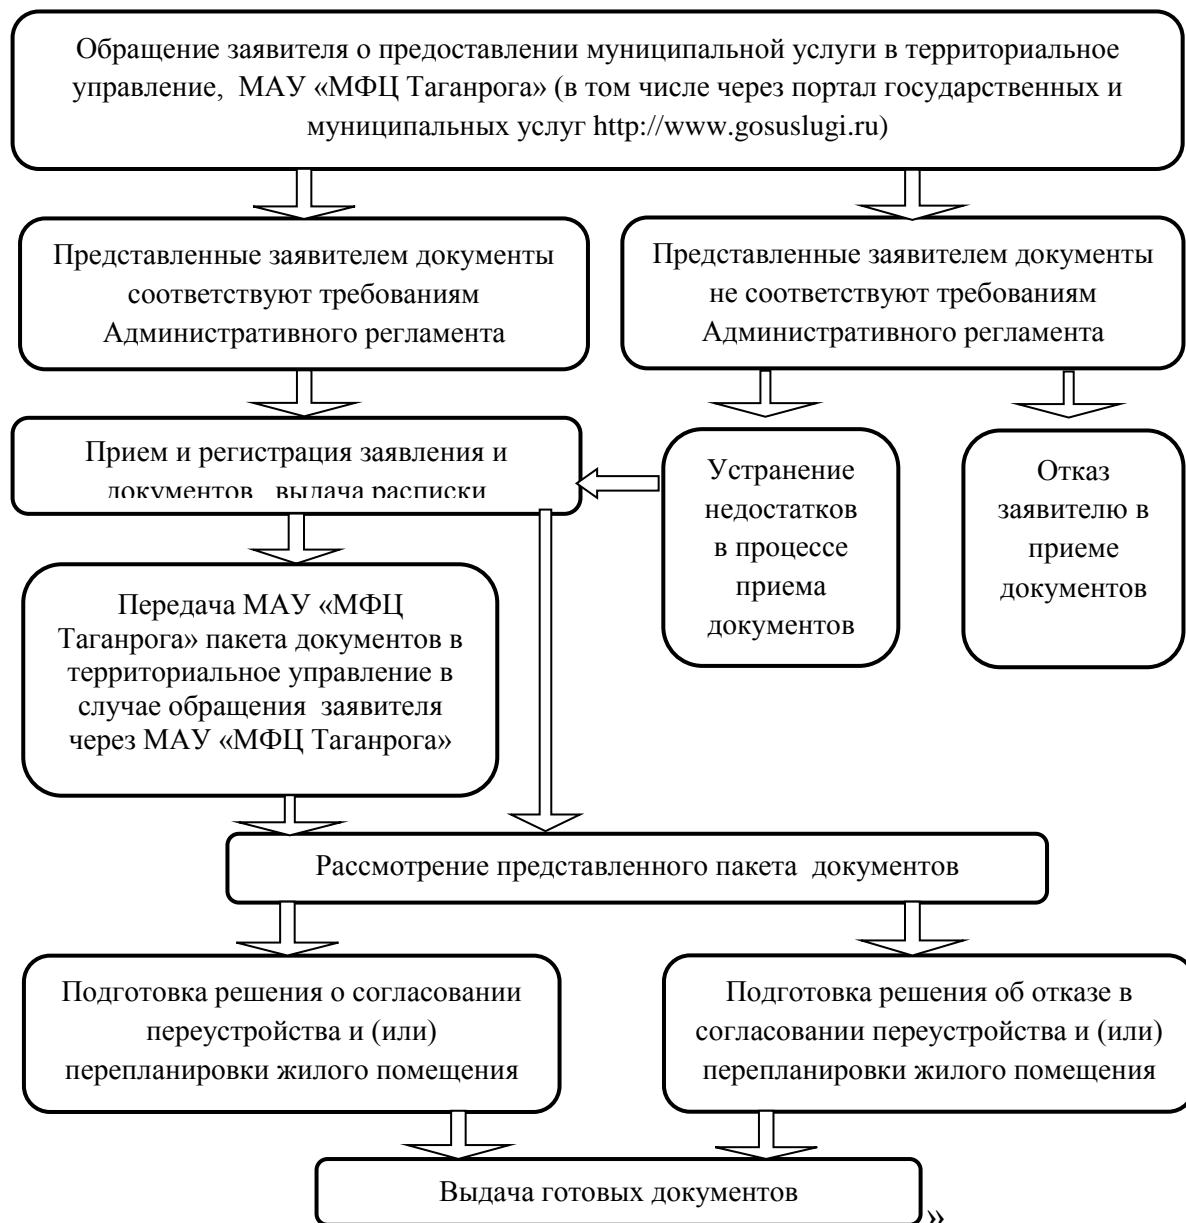 Обращение заявителя о предоставлении муниципальной услуги в территориальное
управление, МАУ «МФЦ Таганрога» (в том числе через портал государственных и
муниципальных услуг http://www.gosuslugi.ru)
Представленные заявителем документы
соответствуют требованиям
Административного регламента
Представленные заявителем документы
не соответствуют требованиям
Административного регламента
Прием и регистрация заявления и
документов выдача расписки
Устранение
недостатков
в процессе
приема
документов
Отказ
заявителю в
приеме
документов
Передача МАУ «МФЦ
Таганрога» пакета документов в
территориальное управление в
случае обращения заявителя
через МАУ «МФЦ Таганрога»
Рассмотрение представленного пакета документов
Подготовка решения о согласовании
переустройства и (или)
перепланировки жилого помещения
Подготовка решения об отказе в
согласовании переустройства и (или)
перепланировки жилого помещения
Выдача готовых документов
»